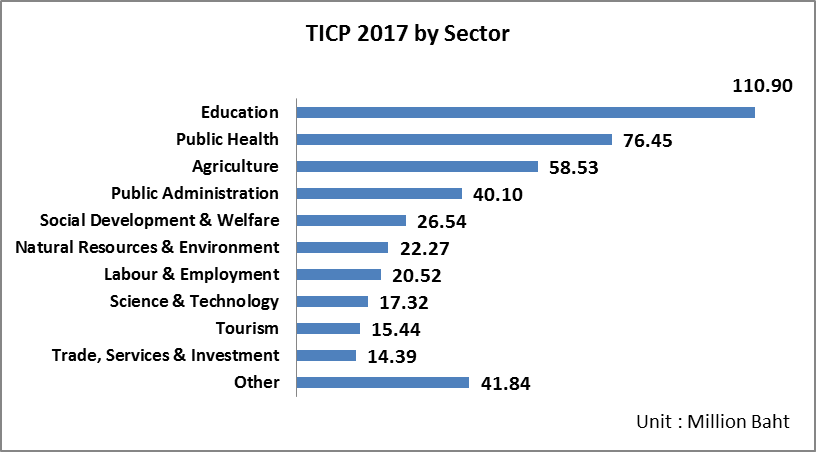 TICP 2017 by Sector
Education 110.90
Public Health 76.45
Agriculture 58.53
Public Administration 40.10
Social Development & Welfare 26.54
Natural Resources & Environment 22.27
Labour & Employment 20.52
Science & Technology 17.32
Tourism 15.44
Trade, Services & Investment 14.39
Other 41.84
Unit : Million Baht